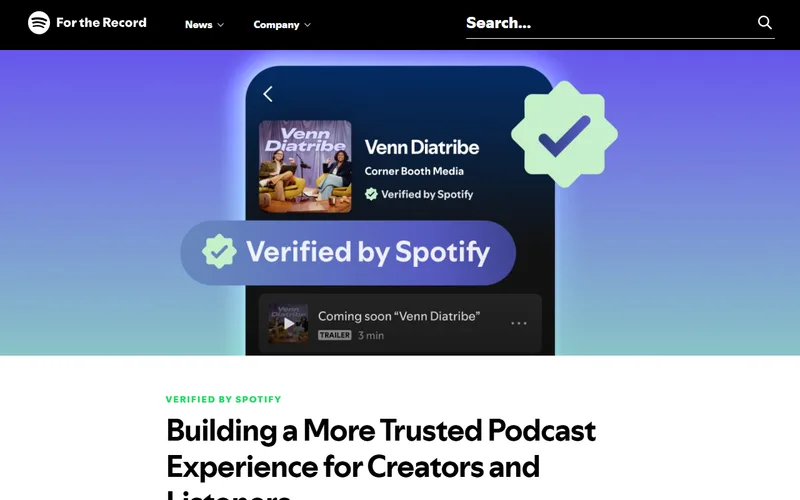 For the Record
News
Company
Search...
Venn Diatribe
Venn Diatribe
Corner Booth Media
Verified by Spotify
Verified by Spotify
Venn Diatribe
Coming soon “Venn Diatribe”
TRAILER 3 min
VERIFIED BY SPOTIFY
Building a More Trusted Podcast
Experience for Creators and
Listeners